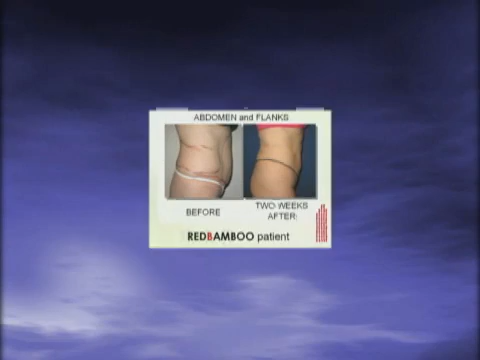 ABDOMEN and FLANKS
BEFORE
TWO WEEKS
AFTER:
REDBAMBOO patient